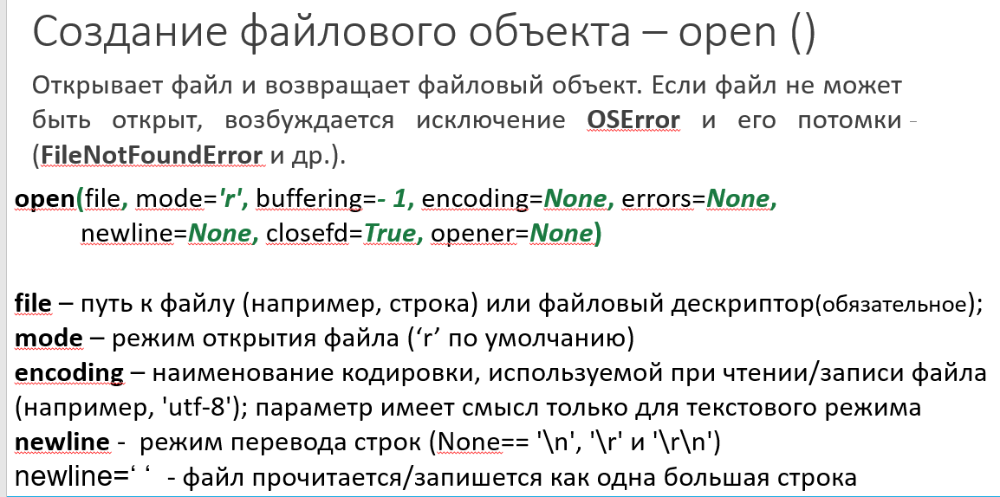 Создание файлового объекта – open ()
Открывает файл и возвращает файловый объект. Если файл не может
быть открыт, возбуждается исключение OSError и его потомки -
(FileNotFoundError и др.).
open(file, mode='r', buffering=- 1, encoding=None, errors=None,
newline=None, closefd=True, opener=None)
file – путь к файлу (например, строка) или файловый дескриптор(обязательное);
mode – режим открытия файла (‘r’ по умолчанию)
encoding – наименование кодировки, используемой при чтении/записи файла
(например, 'utf-8'); параметр имеет смысл только для текстового режима
newline - режим перевода строк (None== '\n', '\r' и '\r\n')
newline=‘ ‘ - файл прочитается/запишется как одна большая строка